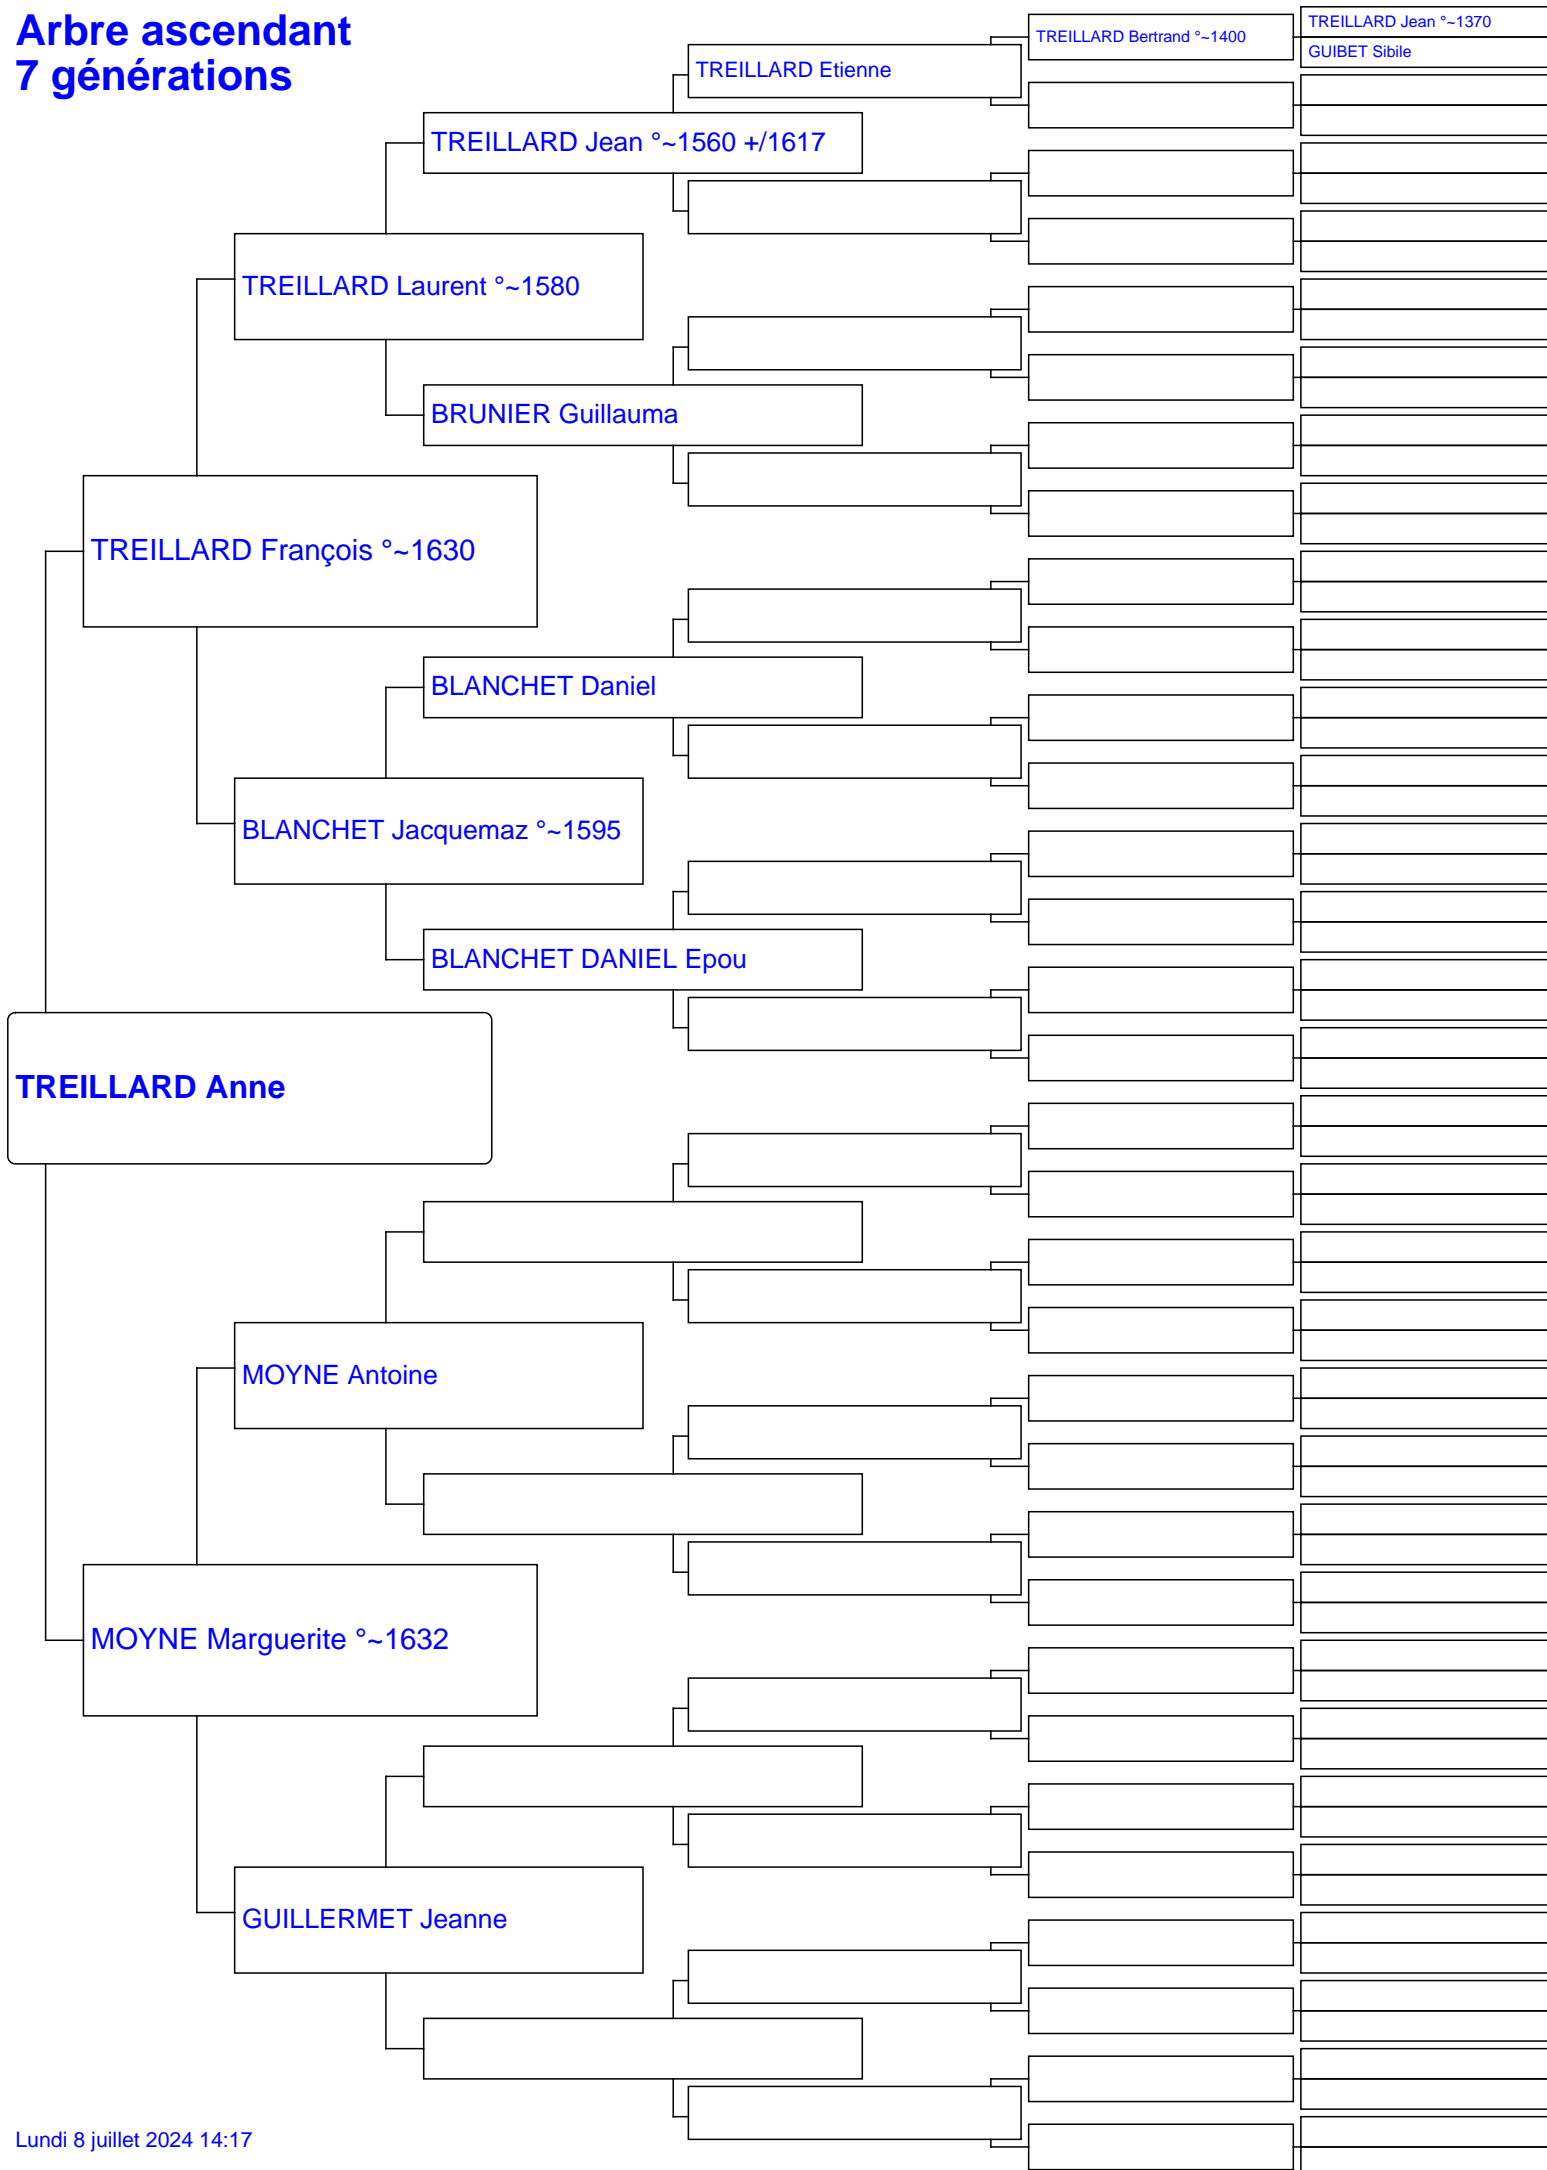 Arbre ascendant
7 générations
TREILLARD Jean °~1370
GUIBET Sibile
TREILLARD Bertrand °~1400
TREILLARD Etienne
TREILLARD Jean °~1560 +/1617
TREILLARD Laurent °~1580
BRUNIER Guillauma
TREILLARD François °~1630
BLANCHET Daniel
BLANCHET Jacquemaz °~1595
BLANCHET DANIEL Epou
TREILLARD Anne
MOYNE Antoine
MOYNE Marguerite °~1632
GUILLERMET Jeanne
Lundi 8 juillet 2024 14:17